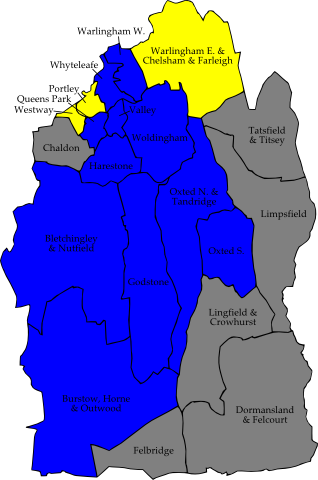 Warlingham W.
Warlingham E. &
Chelsham & Farleigh
Whyteleafe
Portley
Queens Park
Westway
Valley
Woldingham
Tatsfield
& Titsey
Chaldon
Harestone
Oxted N. &
Tandridge
Limpsfield
Bletchingley
& Nutfield
Oxted S.
Godstone
Lingfield &
Crowhurst
Burstow, Horne
& Outwood
Dormansland
& Felcourt
Felbridge